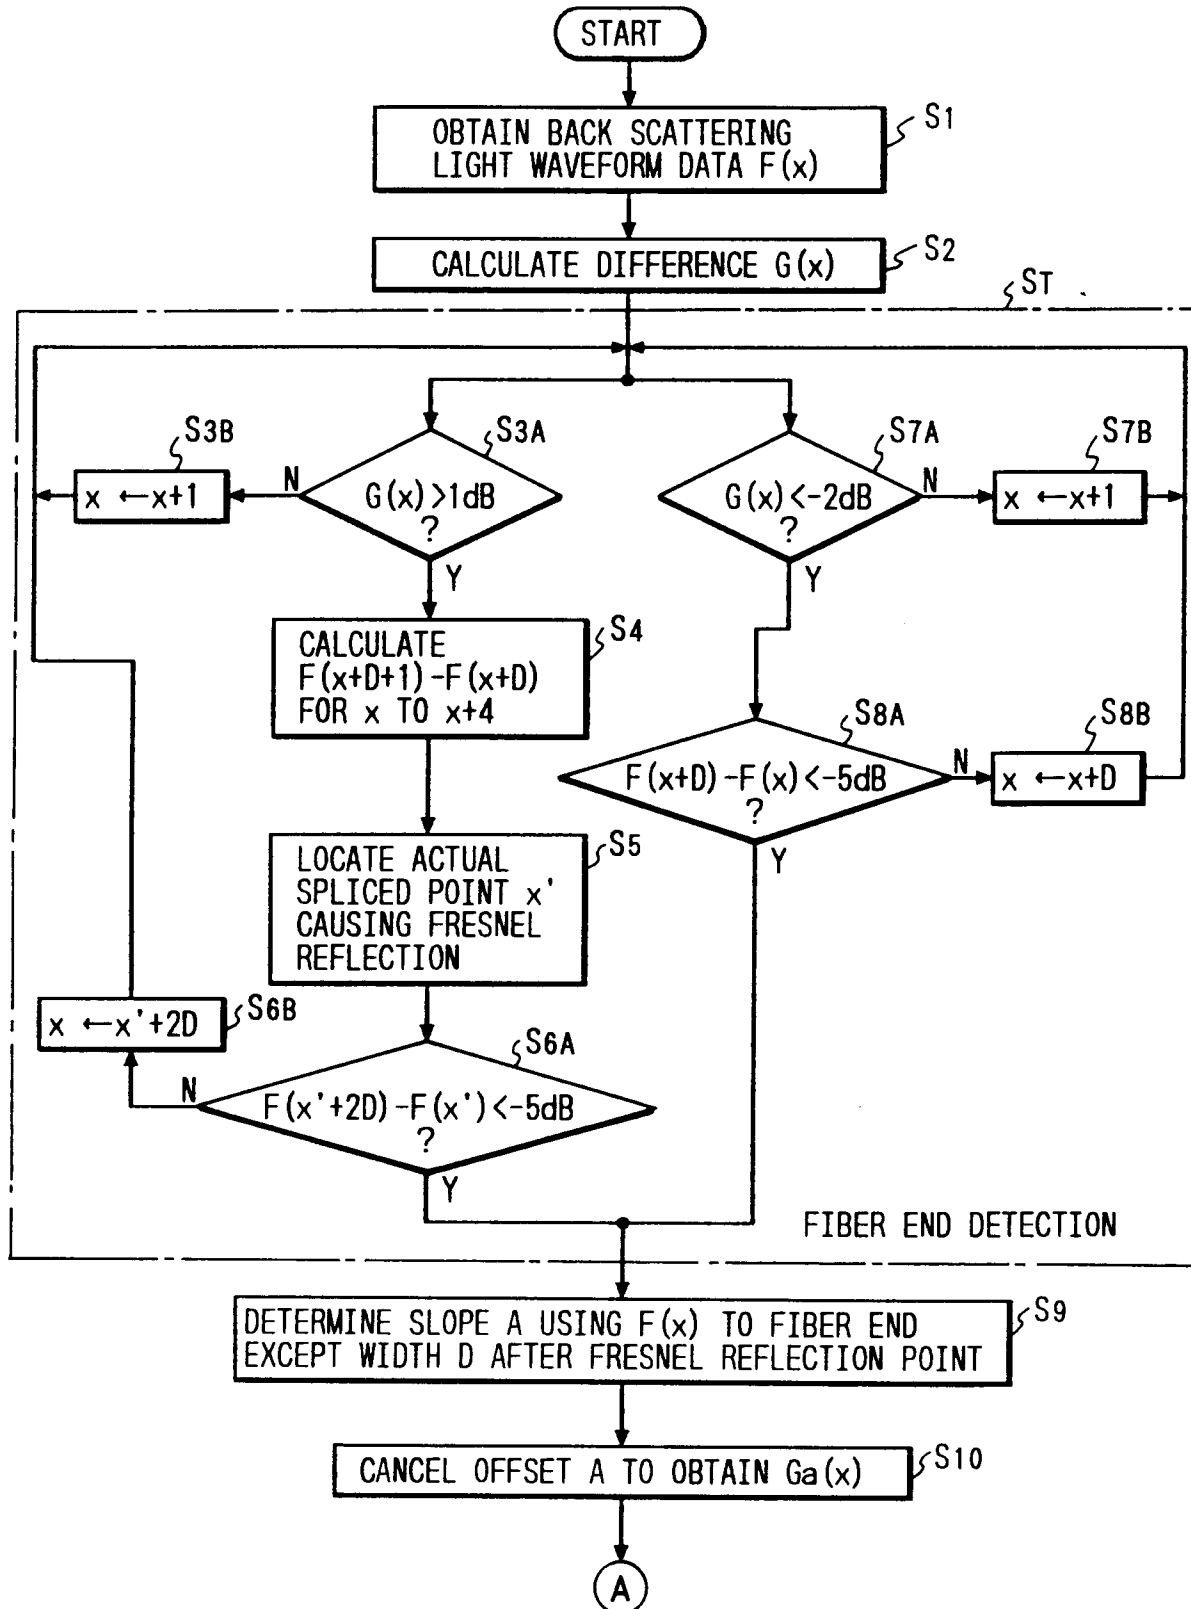 START
S1
OBTAIN BACK SCATTERING
LIGHT WAVEFORM DATA F(x)
S2
CALCULATE DIFFERENCE G(x)
ST
S3B
S3A
S7A
S7B
x ←x+1
N
G(x)>1dB
?
Y
G(x)<-2dB
?
N
Y
x ←x+1
S4
CALCULATE
F(x+D+1)-F(x+D)
FOR x TO x+4
S8A
S8B
F(x+D)-F(x)<-5dB
?
N
Y
x ←x+D
S5
LOCATE ACTUAL
SPLICED POINT x'
CAUSING FRESNEL
REFLECTION
S6B
x ←x'+2D
S6A
N
F(x'+2D)-F(x')<-5dB
?
Y
FIBER END DETECTION
S9
DETERMINE SLOPE A USING F(x) TO FIBER END
EXCEPT WIDTH D AFTER FRESNEL REFLECTION POINT
S10
CANCEL OFFSET A TO OBTAIN Ga(x)
A